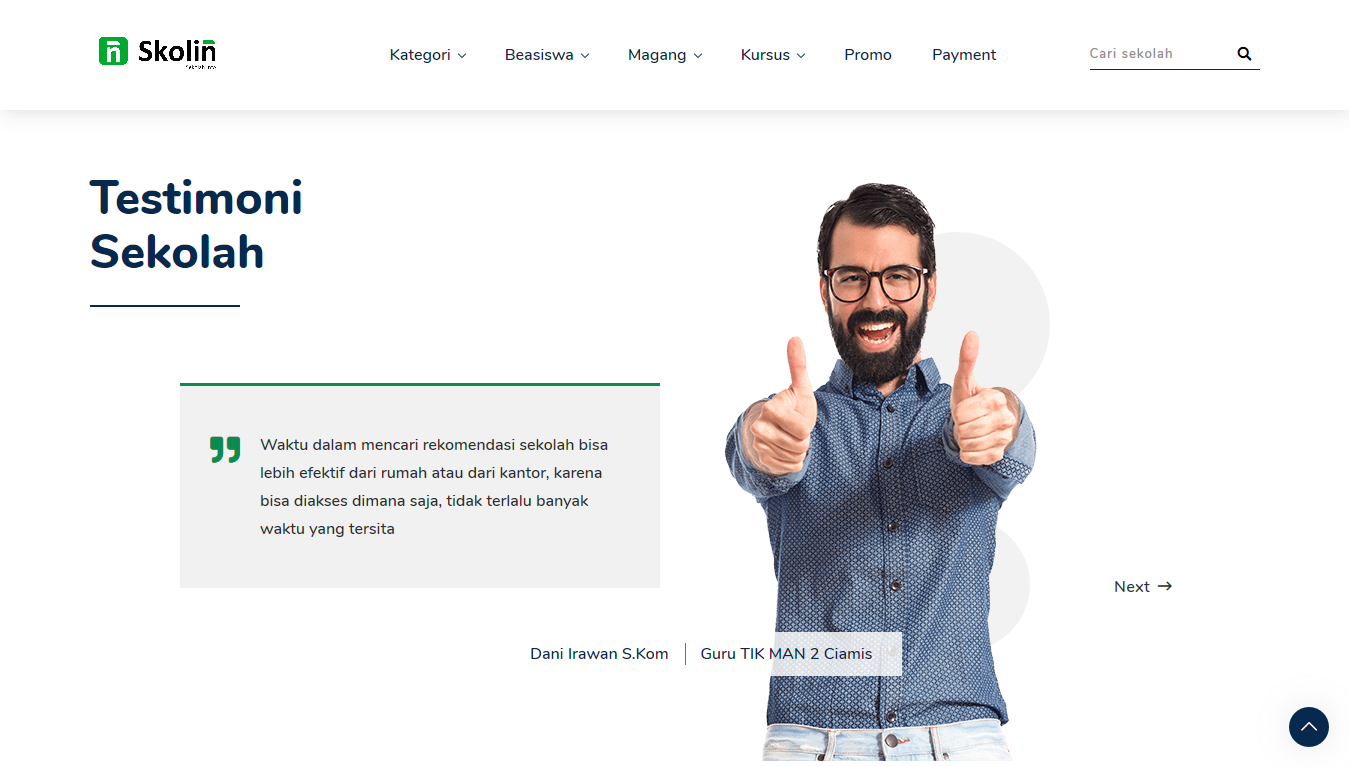 Skolin
Kategori
Beasiswa
Magang
Kursus
Promo
Payment
Cari sekolah
Testimoni
Sekolah
Waktu dalam mencari rekomendasi sekolah bisa
lebih efektif dari rumah atau dari kantor, karena
bisa diakses dimana saja, tidak terlalu banyak
waktu yang tersita
Next →
Dani Irawan S.Kom
Guru TIK MAN 2 Ciamis